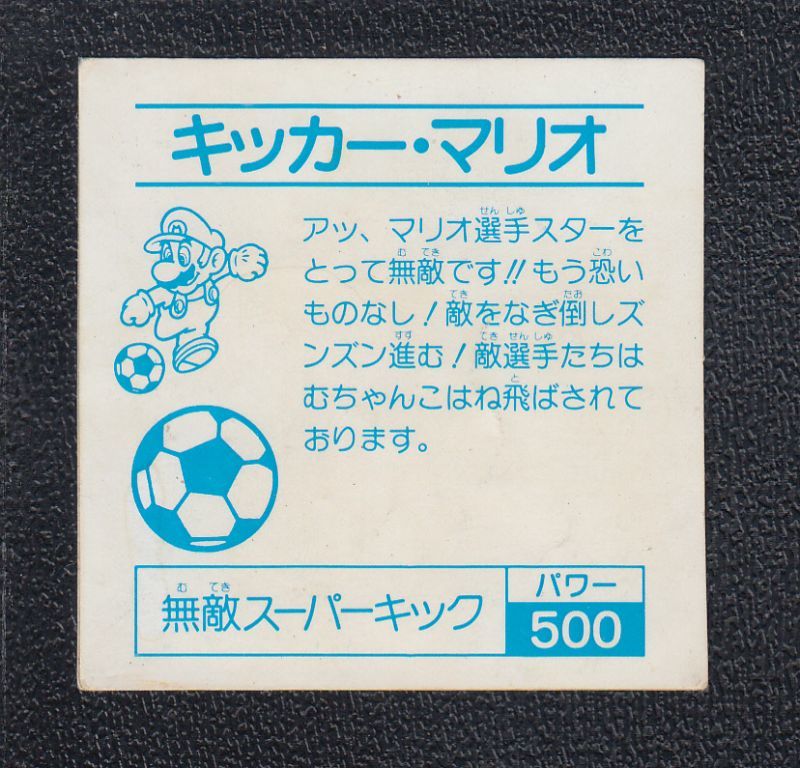 キッカー・マリオ
アッ、マリオ選手スターを
とって無敵です!!もう恐い
ものなし!敵をなぎ倒しズ
ンズン進む!敵選手たちは
むちゃんこはね飛ばされて
おります。
無敵スーパーキック
パワー
500